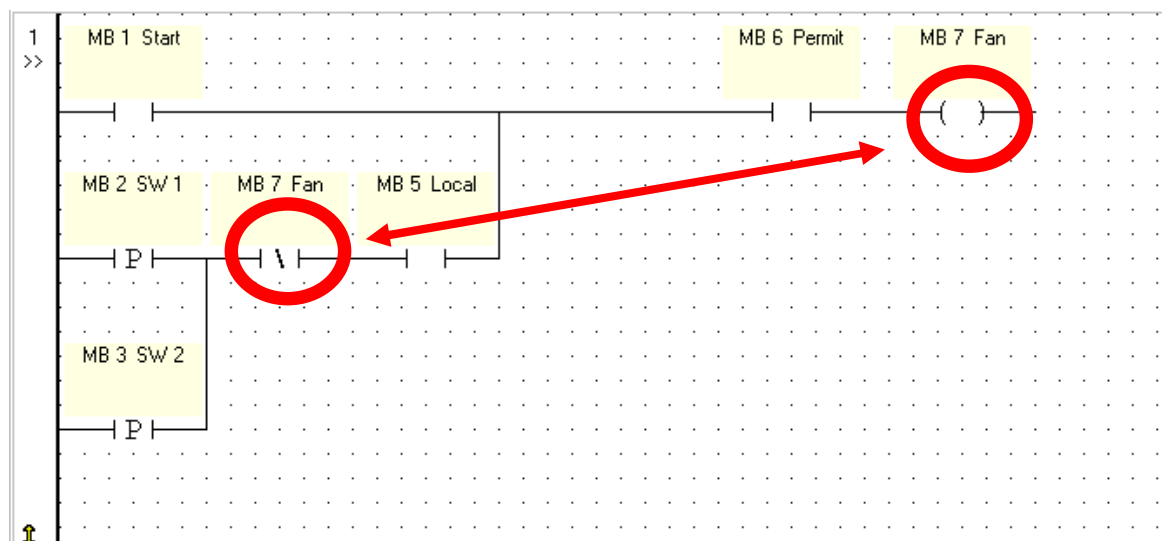 1
>>
MB 1 Start
MB 6 Permit
MB 7 Fan
MB 2 SW 1
MB 7 Fan
MB 5 Local
P
MB 3 SW 2
P